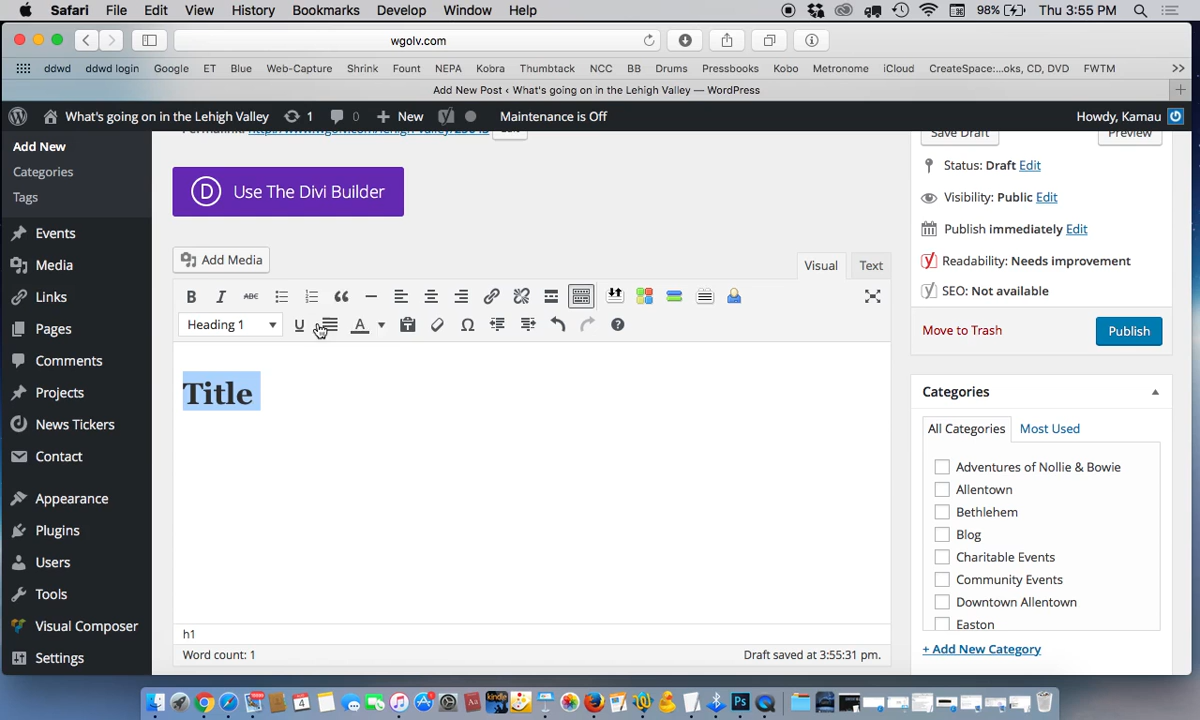 Safari File Edit View History Bookmarks Develop Window Help 98% Thu 3:55 PM
wgolv.com
ddwd ddwd login Google ET Blue Web-Capture Shrink Fount NEPA Kobra Thumbtack NCC BB Drums Pressbooks Kobo Metronome iCloud CreateSpace:...oks, CD, DVD FWTM
Add New Post ‹ What's going on in the Lehigh Valley — WordPress
What's going on in the Lehigh Valley 1 0 New Maintenance is Off Howdy, Kamau
Save Draft Preview
Add New
Categories
Tags
Events
Media
Links
Pages
Comments
Projects
News Tickers
Contact
Appearance
Plugins
Users
Tools
Visual Composer
Settings
D Use The Divi Builder
Add Media
Visual Text
B I ABC
Heading 1 U A Ω
Title
h1
Word count: 1 Draft saved at 3:55:31 pm.
Status: Draft Edit
Visibility: Public Edit
Publish immediately Edit
Readability: Needs improvement
SEO: Not available
Move to Trash Publish
Categories
All Categories Most Used
Adventures of Nollie & Bowie
Allentown
Bethlehem
Blog
Charitable Events
Community Events
Downtown Allentown
Easton
+ Add New Category